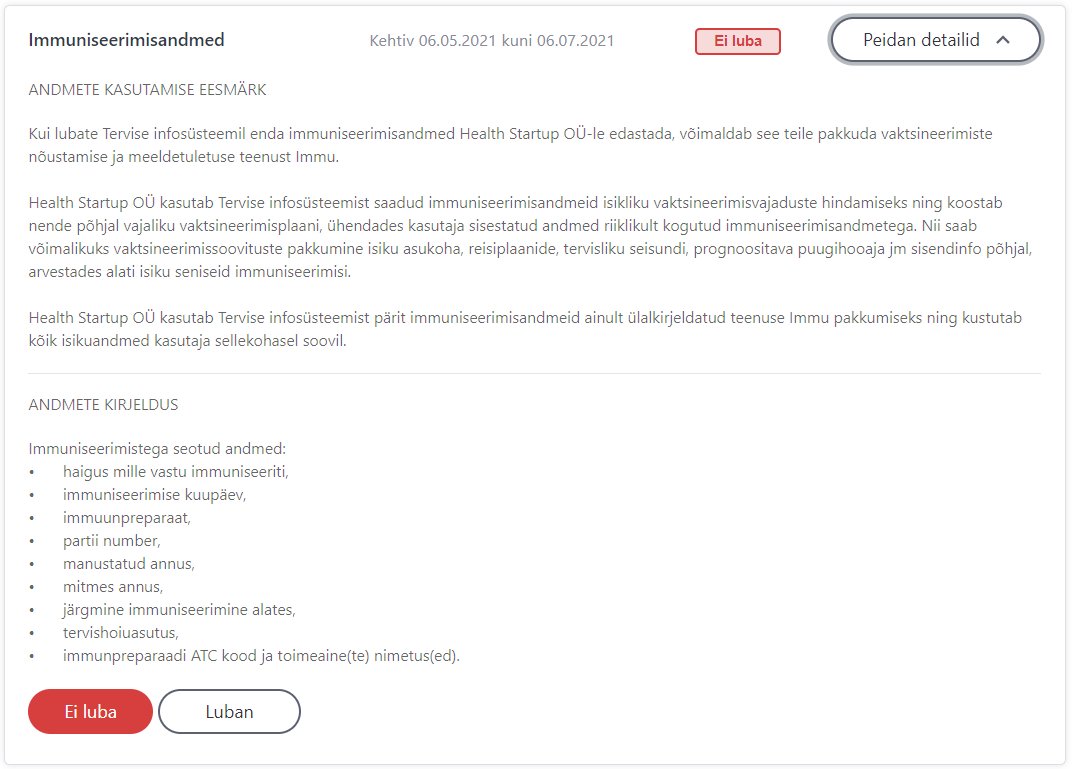 Immuniseerimisandmed Kehtiv 06.05.2021 kuni 06.07.2021 Ei luba Peidan detailid
ANDMETE KASUTAMISE EESMÄRK
Kui lubate Tervise infosüsteemil enda immuniseerimisandmed Health Startup OÜ-le edastada, võimaldab see teile pakkuda vaktsineerimiste
nõustamise ja meeldetuletuse teenust Immu.
Health Startup OÜ kasutab Tervise infosüsteemist saadud immuniseerimisandmeid isikliku vaktsineerimisvajaduste hindamiseks ning koostab
nende põhjal vajaliku vaktsineerimisplaani, ühendades kasutaja sisestatud andmed riiklikult kogutud immuniseerimisandmetega. Nii saab
võimalikuks vaktsineerimissoovituste pakkumine isiku asukoha, reisiplaanide, tervisliku seisundi, prognoositava puugihooaja jm sisendinfo põhjal,
arvestades alati isiku seniseid immuniseerimisi.
Health Startup OÜ kasutab Tervise infosüsteemist pärit immuniseerimisandmeid ainult ülalkirjeldatud teenuse Immu pakkumiseks ning kustutab
kõik isikuandmed kasutaja sellekohasel soovil.
ANDMETE KIRJELDUS
Immuniseerimistega seotud andmed:
• haigus mille vastu immuniseeriti,
• immuniseerimise kuupäev,
• immuunpreparaat,
• partii number,
• manustatud annus,
• mitmes annus,
• järgmine immuniseerimine alates,
• tervishoiuasutus,
• immunpreparaadi ATC kood ja toimeaine(te) nimetus(ed).
Ei luba Luban